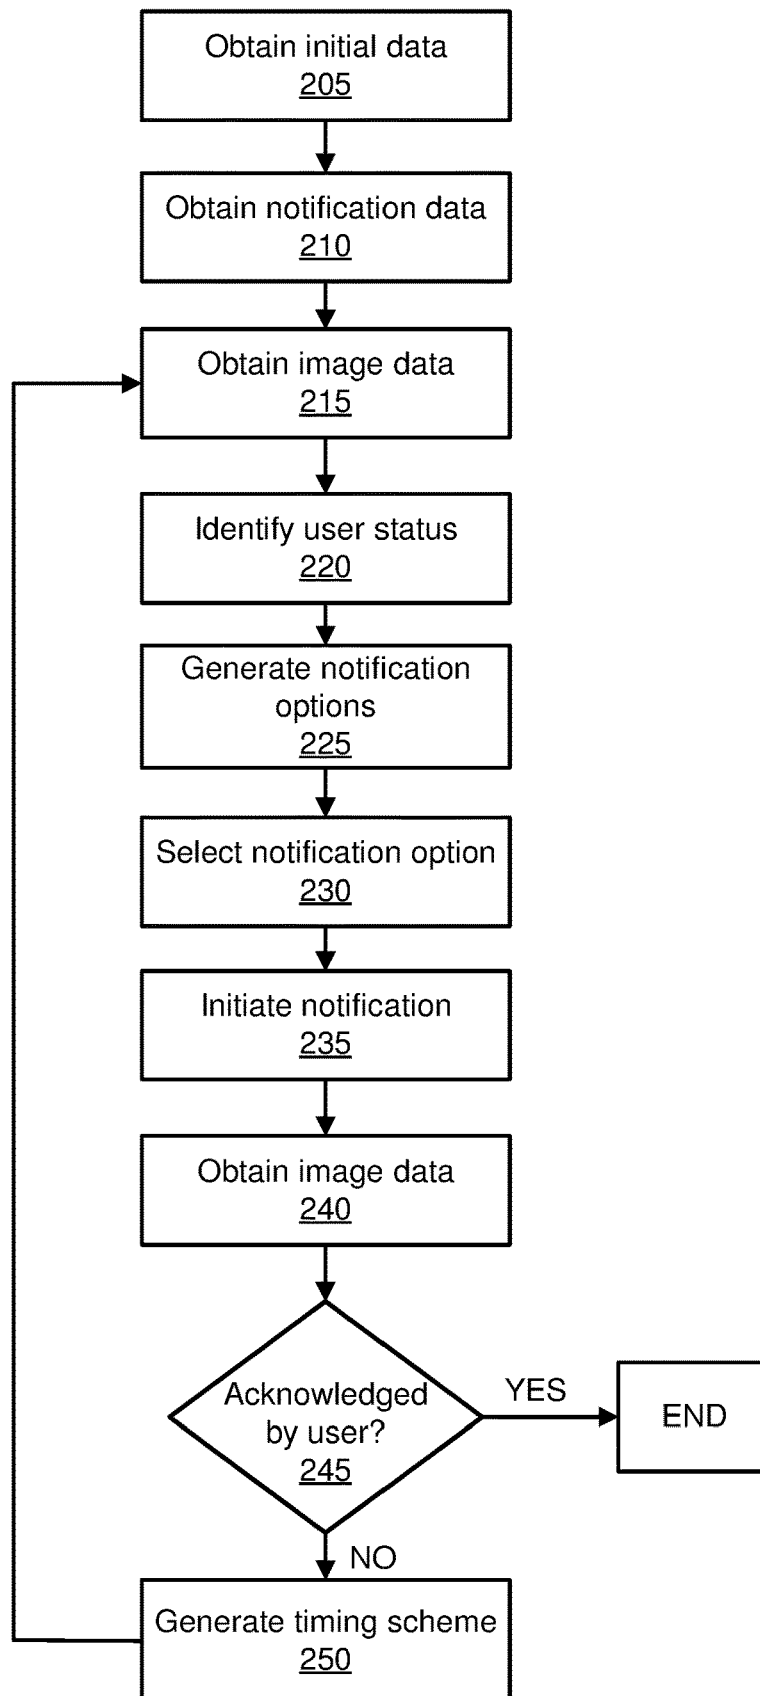 Obtain initial data
205
Obtain notification data
210
Obtain image data
215
Identify user status
220
Generate notification
options
225
Select notification option
230
Initiate notification
235
Obtain image data
240
Acknowledged
by user?
245
YES
END
NO
Generate timing scheme
250